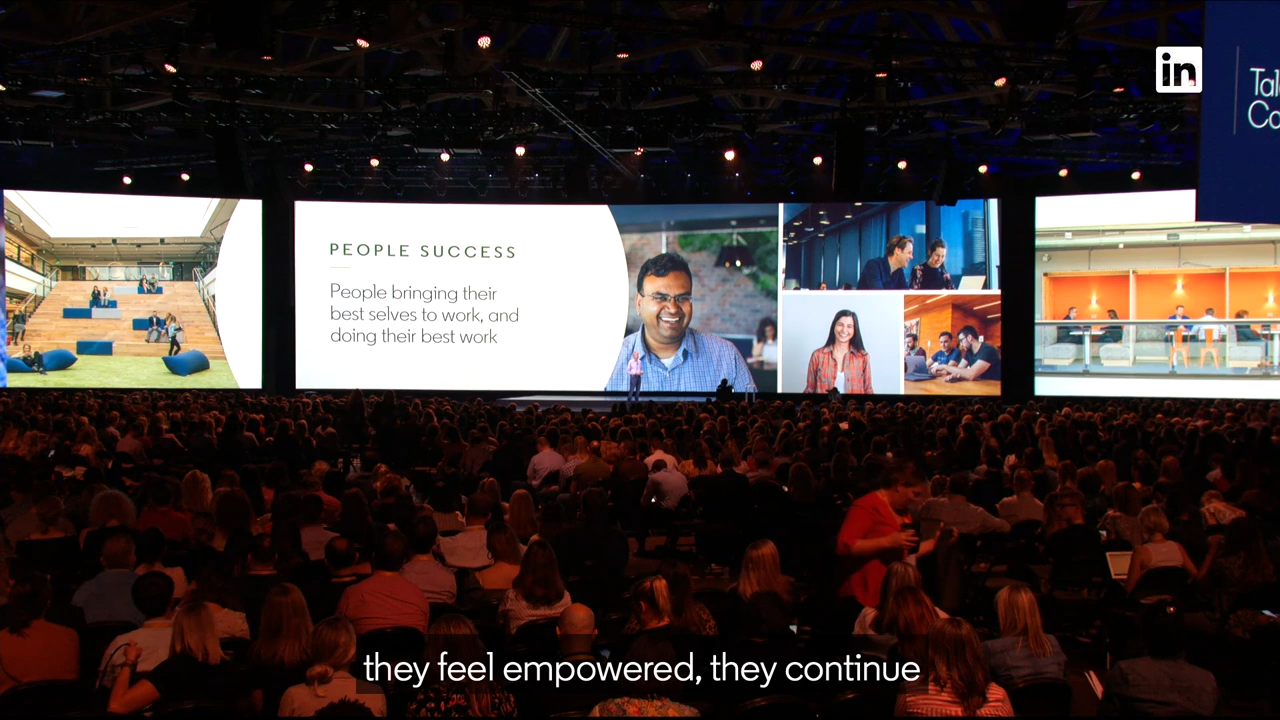 in
PEOPLE SUCCESS
People bringing their
best selves to work, and
doing their best work
they feel empowered, they continue